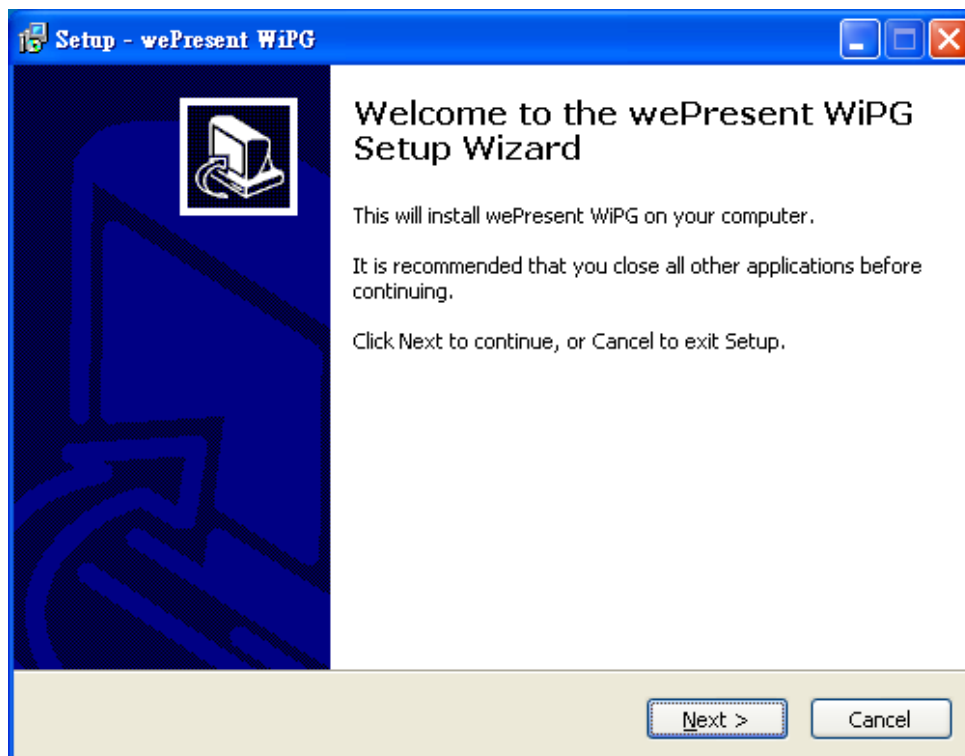 Setup - wePresent WiPG
Welcome to the wePresent WiPG
Setup Wizard
This will install wePresent WiPG on your computer.
It is recommended that you close all other applications before
continuing.
Click Next to continue, or Cancel to exit Setup.
Next >
Cancel